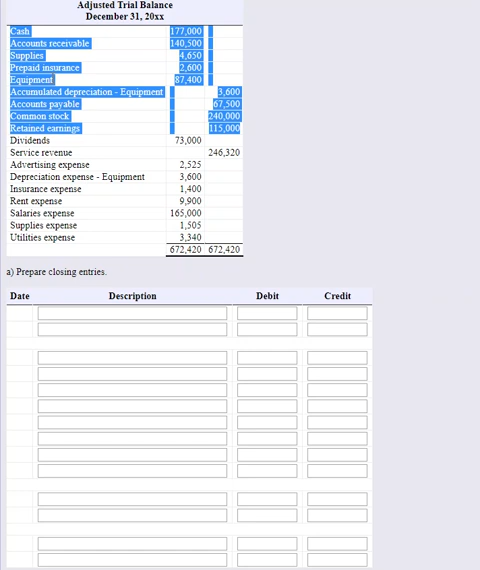 Adjusted Trial Balance
December 31, 20xx
Cash 177,000
Accounts receivable 140,500
Supplies 4,650
Prepaid insurance 2,600
Equipment 87,400
Accumulated depreciation - Equipment 3,600
Accounts payable 67,500
Common stock 240,000
Retained earnings 115,000
Dividends 73,000
Service revenue 246,320
Advertising expense 2,525
Depreciation expense - Equipment 3,600
Insurance expense 1,400
Rent expense 9,900
Salaries expense 165,000
Supplies expense 1,505
Utilities expense 3,340
672,420 672,420
a) Prepare closing entries.
Date Description Debit Credit